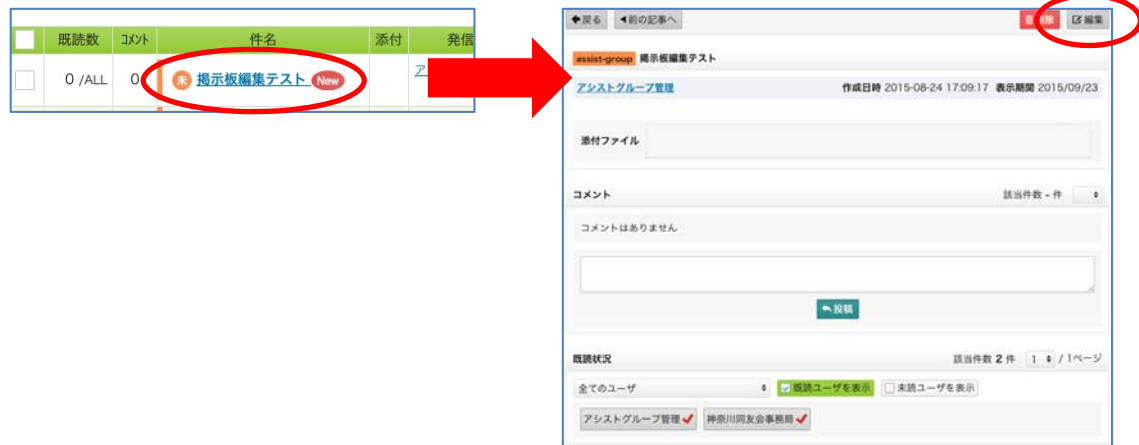 既読数 コメント 件名 添付 発信
0 /ALL 0 未 掲示板編集テスト New ア
戻る 前の記事へ 削除 編集
assist-group 掲示板編集テスト
アシストグループ管理 作成日時 2015-08-24 17:09:17 表示期間 2015/09/23
添付ファイル
コメント 該当件数 - 件
コメントはありません
投稿
既読状況 該当件数 2 件 1 / 1ページ
全てのユーザ 既読ユーザを表示 未読ユーザを表示
アシストグループ管理 神奈川同友会事務局